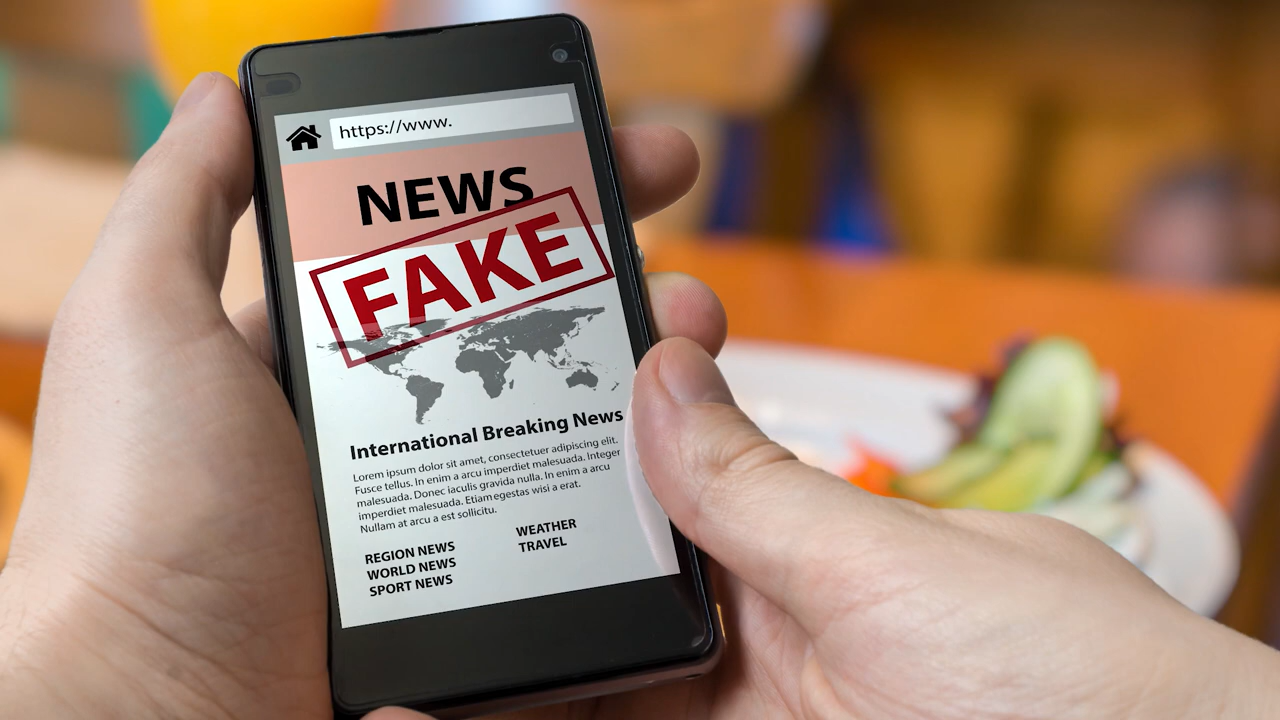 https://www.
NEWS
FAKE
International Breaking News
Lorem ipsum dolor sit amet, consectetuer adipiscing elit.
Fusce tellus. In enim a arcu imperdiet malesuada. Integer
malesuada. Donec iaculis gravida nulla. In enim a arcu
imperdiet malesuada. Etiam egestas wisi a erat.
Nullam at arcu a est sollicitu.
REGION NEWS
WORLD NEWS
SPORT NEWS
WEATHER
TRAVEL